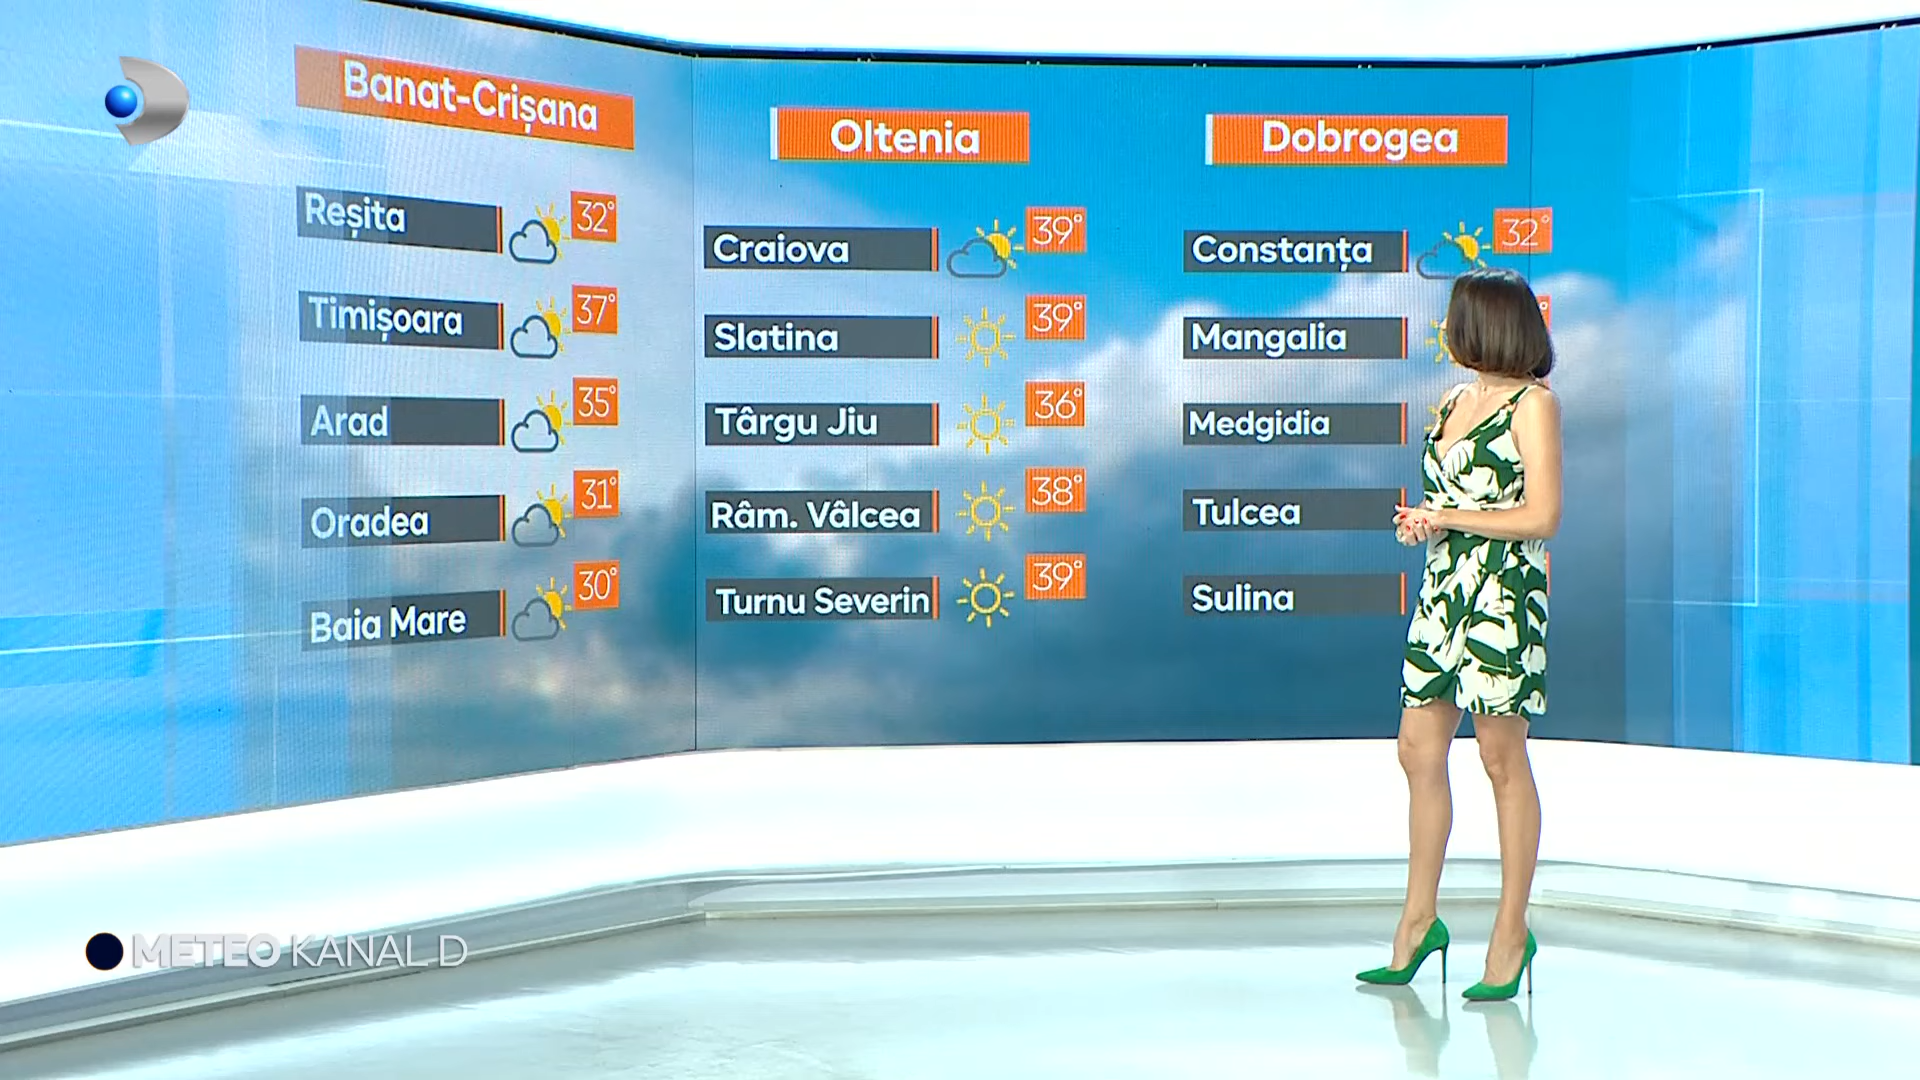 Banat-Crișana
Reșita 32°
Timișoara 37°
Arad 35°
Oradea 31°
Baia Mare 30°
Oltenia
Craiova 39°
Slatina 39°
Târgu Jiu 36°
Râm. Vâlcea 38°
Turnu Severin 39°
Dobrogea
Constanța 32°
Mangalia
Medgidia
Tulcea
Sulina
METEO KANAL D